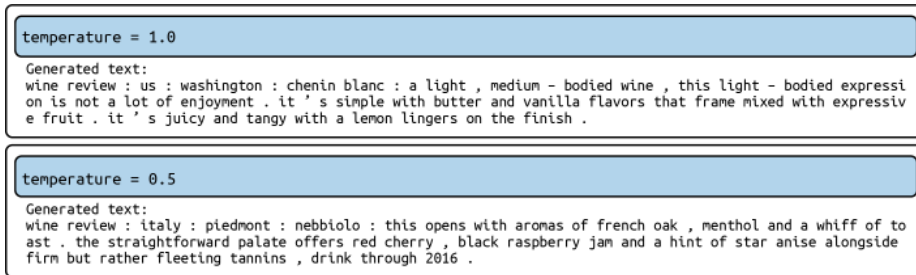 temperature = 1.0
Generated text:
wine review : us : washington : chenin blanc : a light , medium - bodied wine , this light - bodied expressi
on is not a lot of enjoyment . it ’ s simple with butter and vanilla flavors that frame mixed with expressiv
e fruit . it ’ s juicy and tangy with a lemon lingers on the finish .
temperature = 0.5
Generated text:
wine review : italy : piedmont : nebbiolo : this opens with aromas of french oak , menthol and a whiff of to
ast . the straightforward palate offers red cherry , black raspberry jam and a hint of star anise alongside
firm but rather fleeting tannins , drink through 2016 .